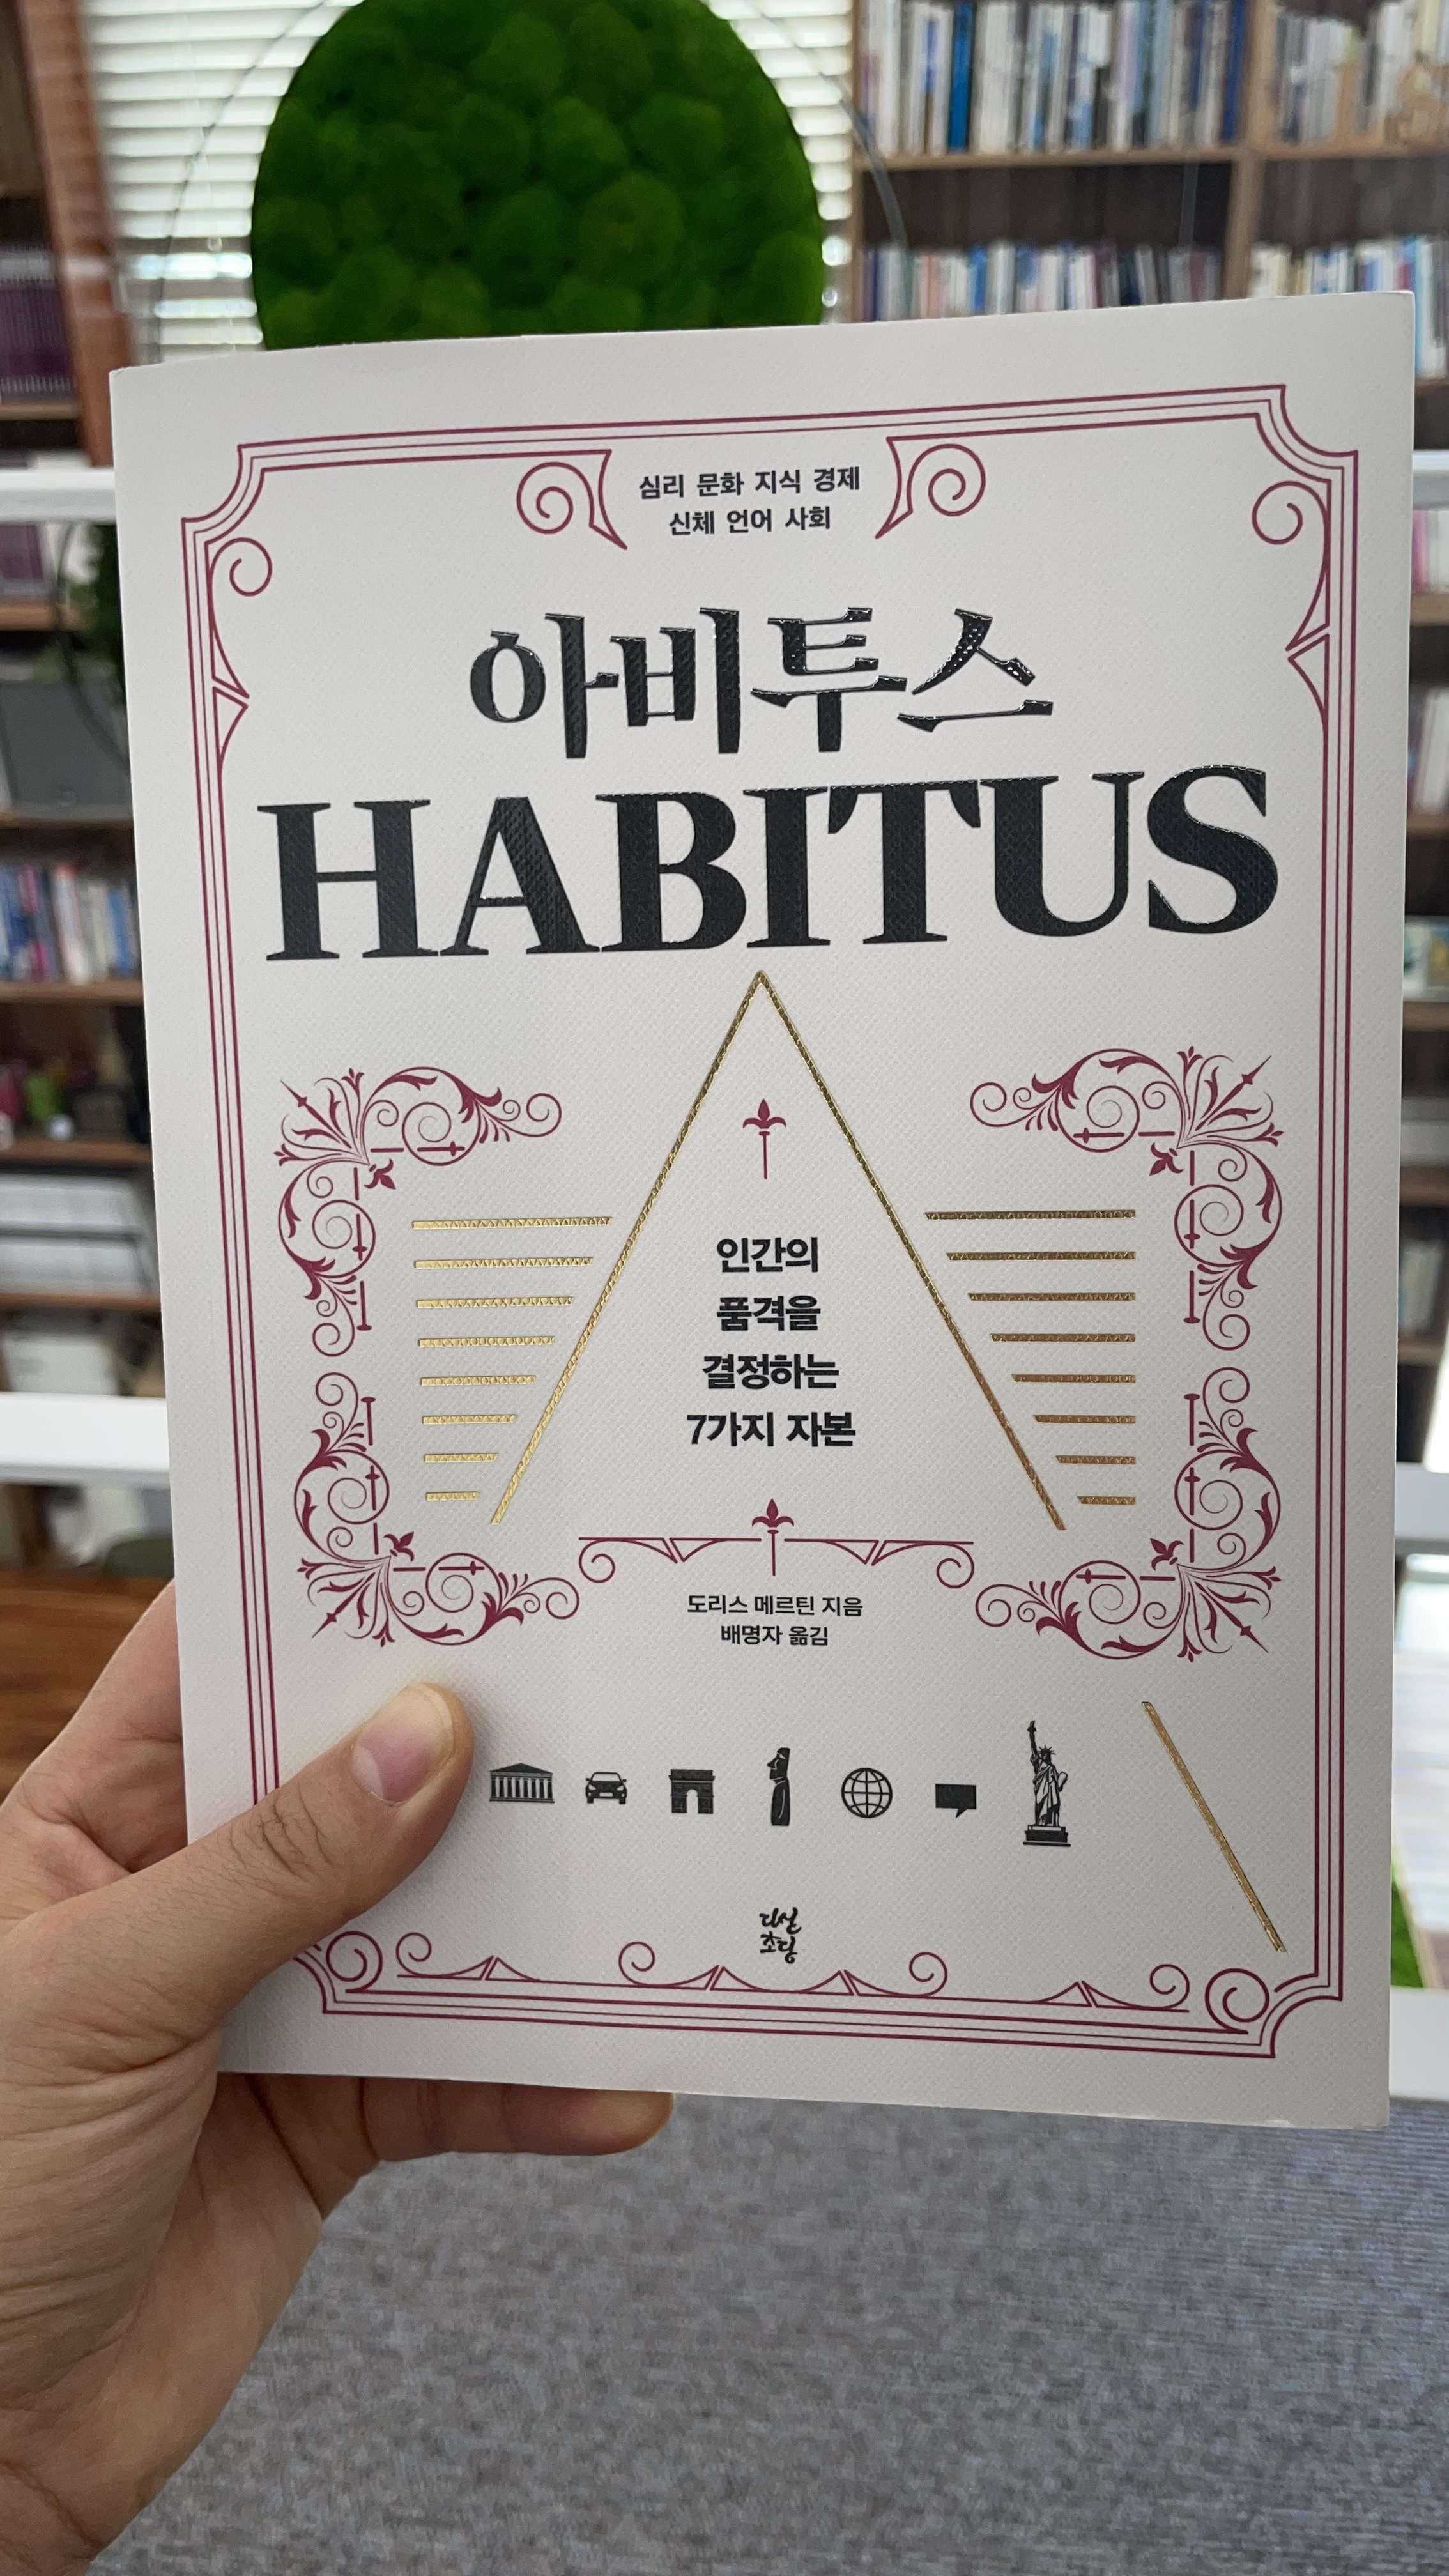 심리 문화 지식 경제
신체 언어 사회
아비투스
HABITUS
인간의
품격을
결정하는
7가지 자본
도리스 메르틴 지음
배명자 옮김
다산
초당